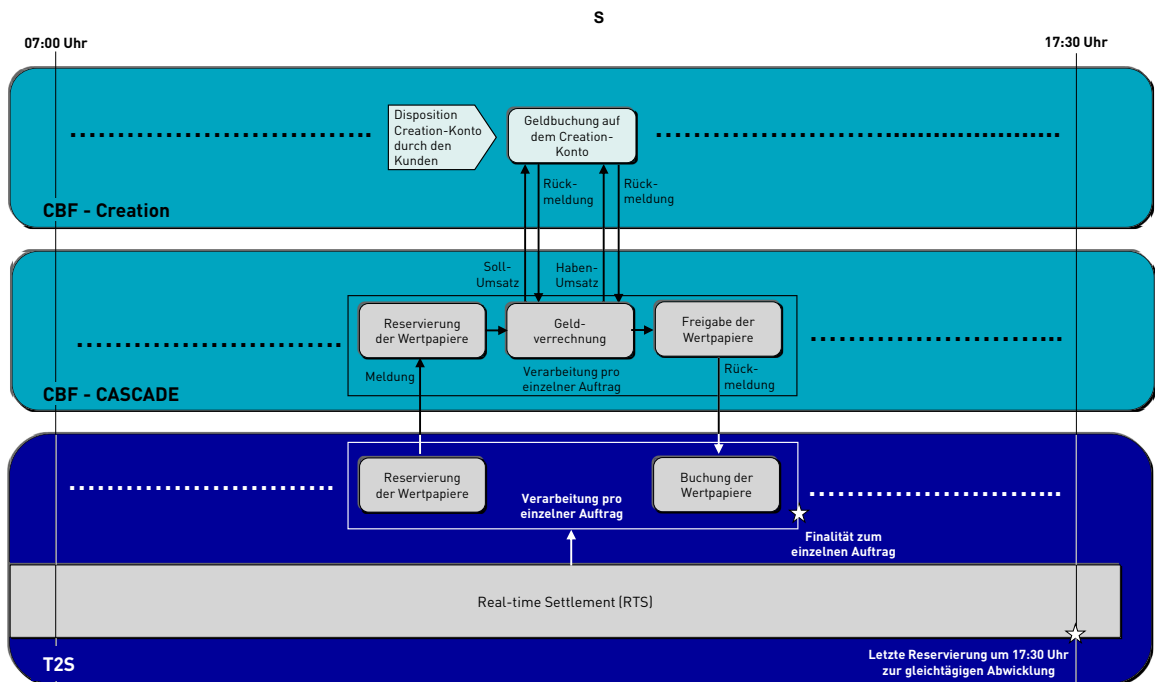 S
07:00 Uhr
17:30 Uhr
Disposition
Creation-Konto
durch den
Kunden
Geldbuchung auf
dem Creation-
Konto
Rück-
meldung
Rück-
meldung
CBF - Creation
Soll-
Umsatz
Haben-
Umsatz
Reservierung
der Wertpapiere
Geld-
verrechnung
Freigabe der
Wertpapiere
Meldung
Verarbeitung pro
einzelner Auftrag
Rück-
meldung
CBF - CASCADE
Reservierung
der Wertpapiere
Buchung der
Wertpapiere
Verarbeitung pro
einzelner Auftrag
Finalität zum
einzelnen Auftrag
Real-time Settlement (RTS)
T2S
Letzte Reservierung um 17:30 Uhr
zur gleichtägigen Abwicklung